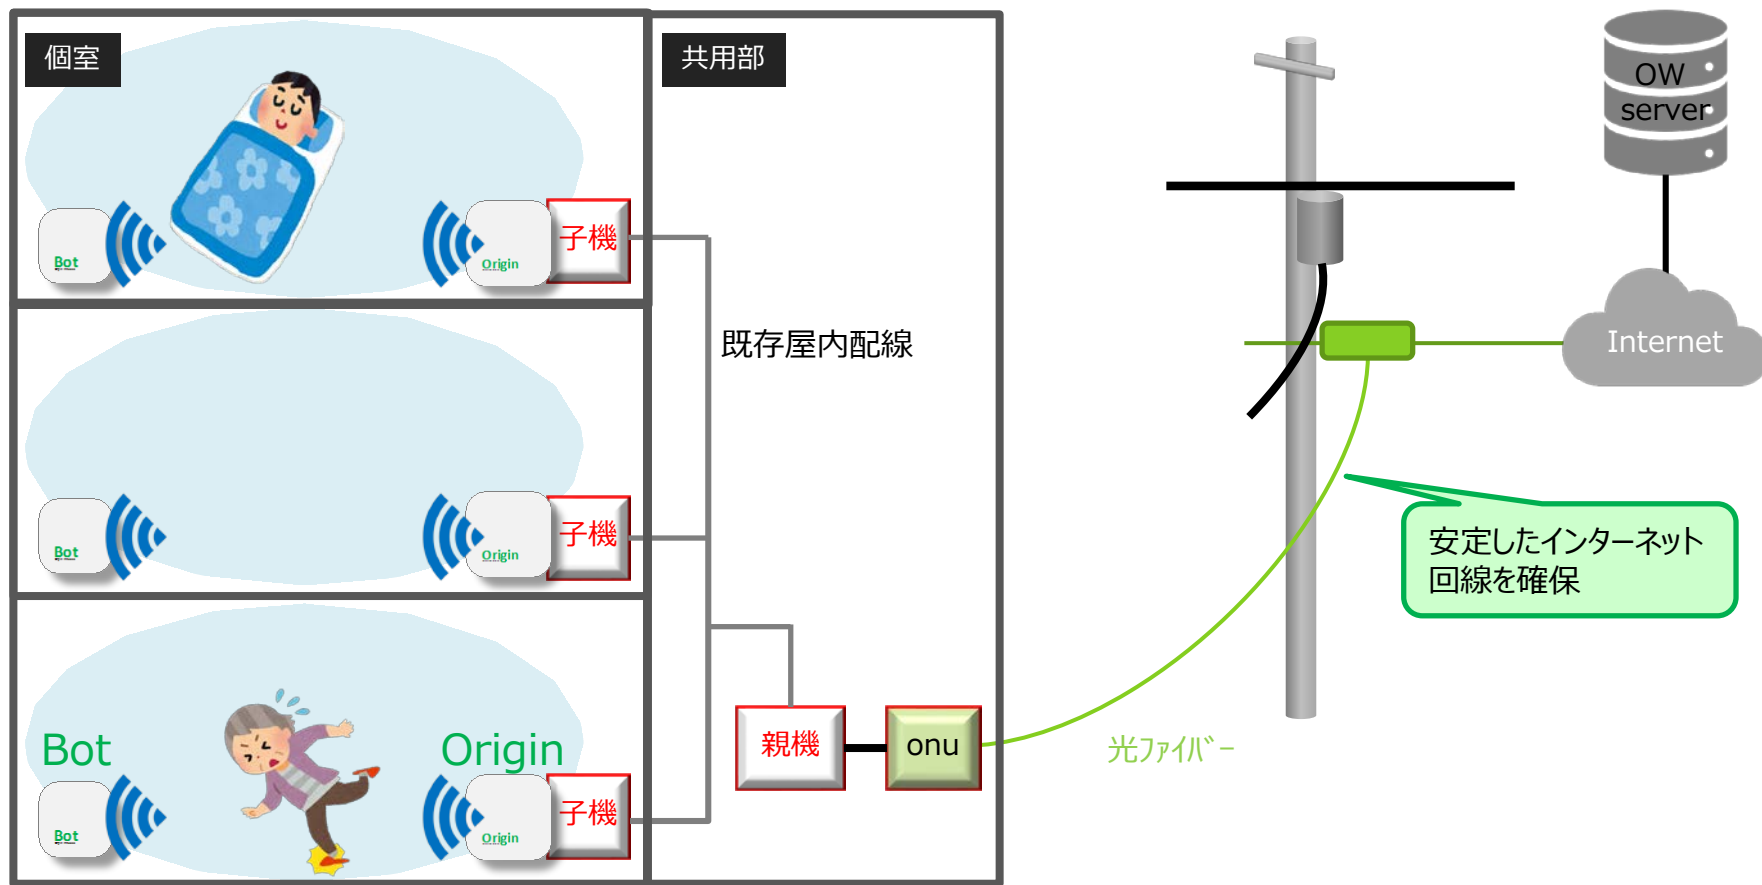 個室
共用部
OW
server
Bot
Origin
子機
既存屋内配線
Internet
Bot
Origin
子機
安定したインターネット
回線を確保
Bot
Origin
親機
onu
光ﾌｧｲﾊﾞｰ
Bot
Origin
子機